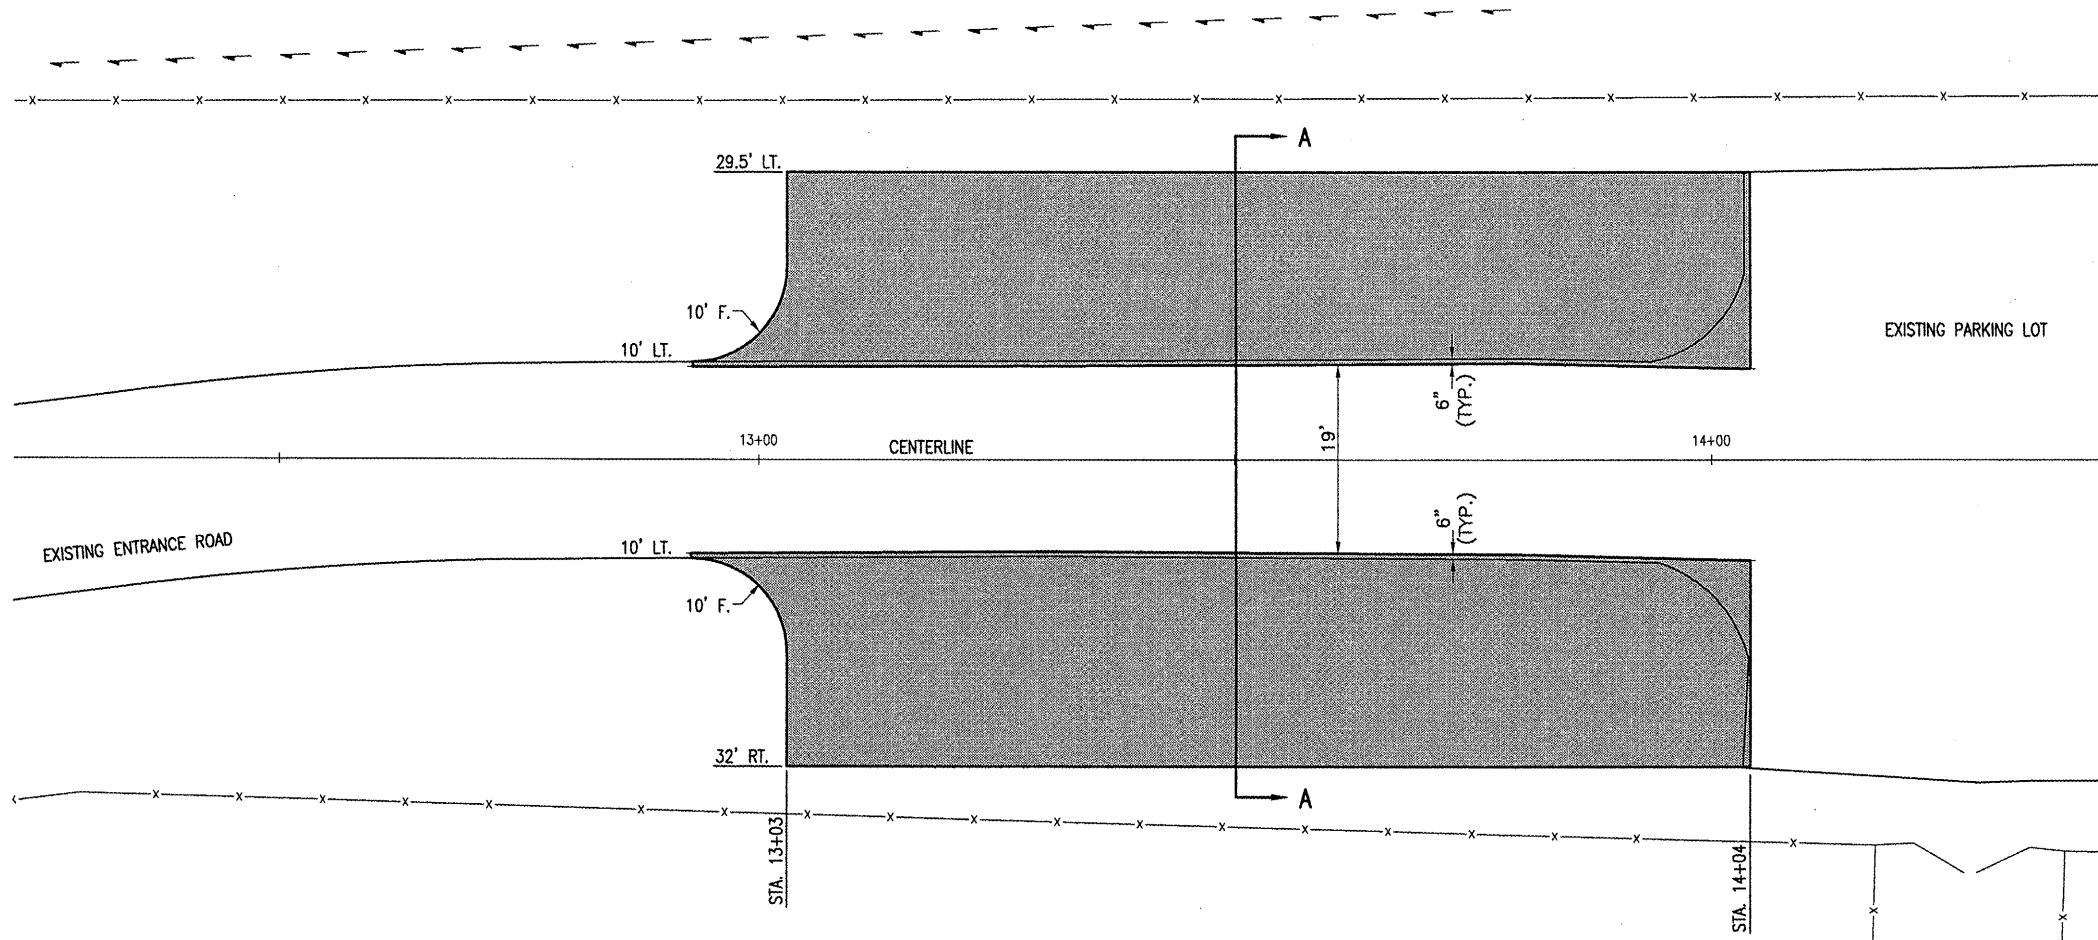 A
29.5' LT.
10' F.
10' LT.
EXISTING PARKING LOT
6"
(TYP.)
19'
13+00
CENTERLINE
14+00
6"
(TYP.)
EXISTING ENTRANCE ROAD
10' LT.
10' F.
32' RT.
A
STA. 13+03
STA. 14+04